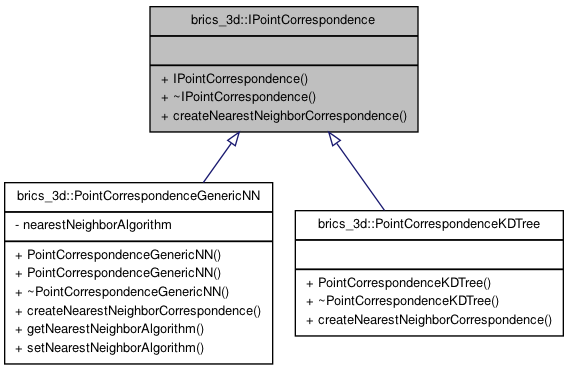 brics_3d::IPointCorrespondence
+ IPointCorrespondence()
+ ~IPointCorrespondence()
+ createNearestNeighborCorrespondence()
brics_3d::PointCorrespondenceGenericNN
- nearestNeighborAlgorithm
+ PointCorrespondenceGenericNN()
+ PointCorrespondenceGenericNN()
+ ~PointCorrespondenceGenericNN()
+ createNearestNeighborCorrespondence()
+ getNearestNeighborAlgorithm()
+ setNearestNeighborAlgorithm()
brics_3d::PointCorrespondenceKDTree
+ PointCorrespondenceKDTree()
+ ~PointCorrespondenceKDTree()
+ createNearestNeighborCorrespondence()